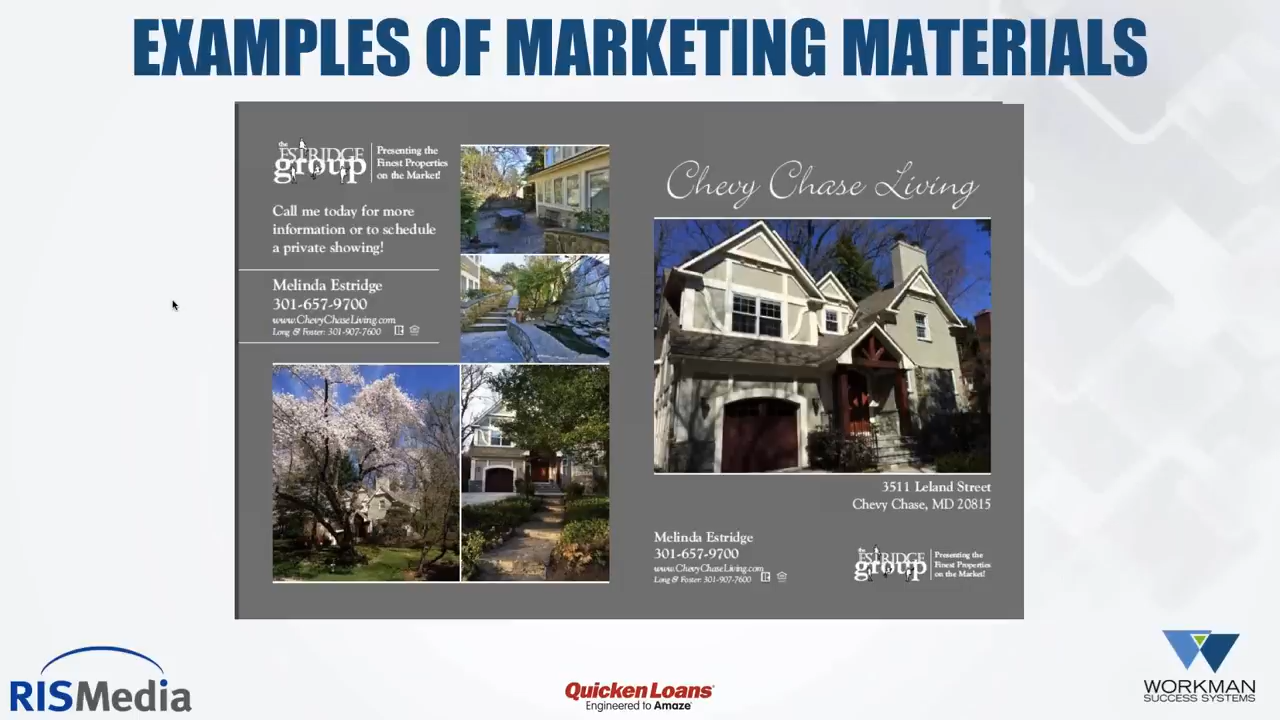 EXAMPLES OF MARKETING MATERIALS
the
ESTRIDGE
group
Presenting the
Finest Properties
on the Market!
Call me today for more
information or to schedule
a private showing!
Melinda Estridge
301-657-9700
www.ChevyChaseLiving.com
Long & Foster: 301-907-7600
Chevy Chase Living
3511 Leland Street
Chevy Chase, MD 20815
Melinda Estridge
301-657-9700
www.ChevyChaseLiving.com
Long & Foster: 301-907-7600
the
ESTRIDGE
group
Presenting the
Finest Properties
on the Market!
RISMedia
Quicken Loans
Engineered to Amaze
WORKMAN
SUCCESS SYSTEMS